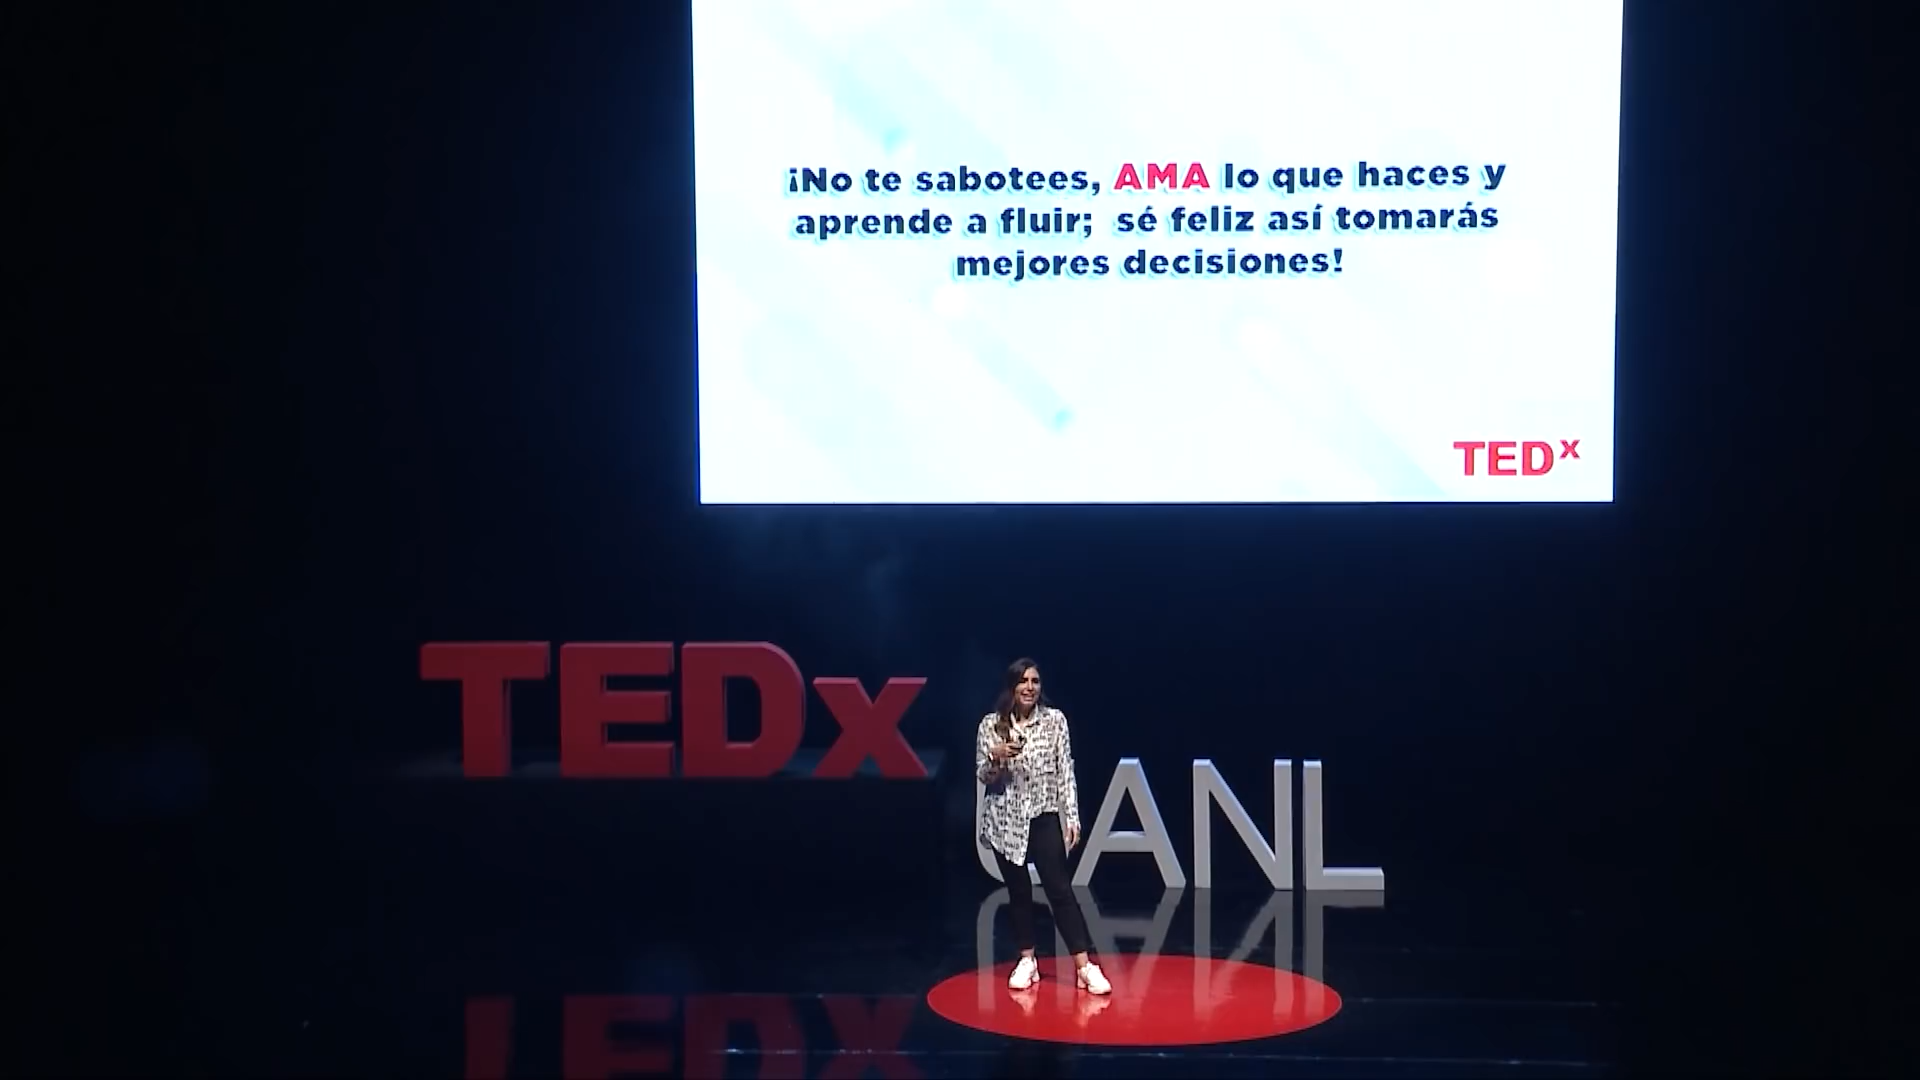 ¡No te sabotees, AMA lo que haces y
aprende a fluir; sé feliz así tomarás
mejores decisiones!
TEDx
TEDx
UANL